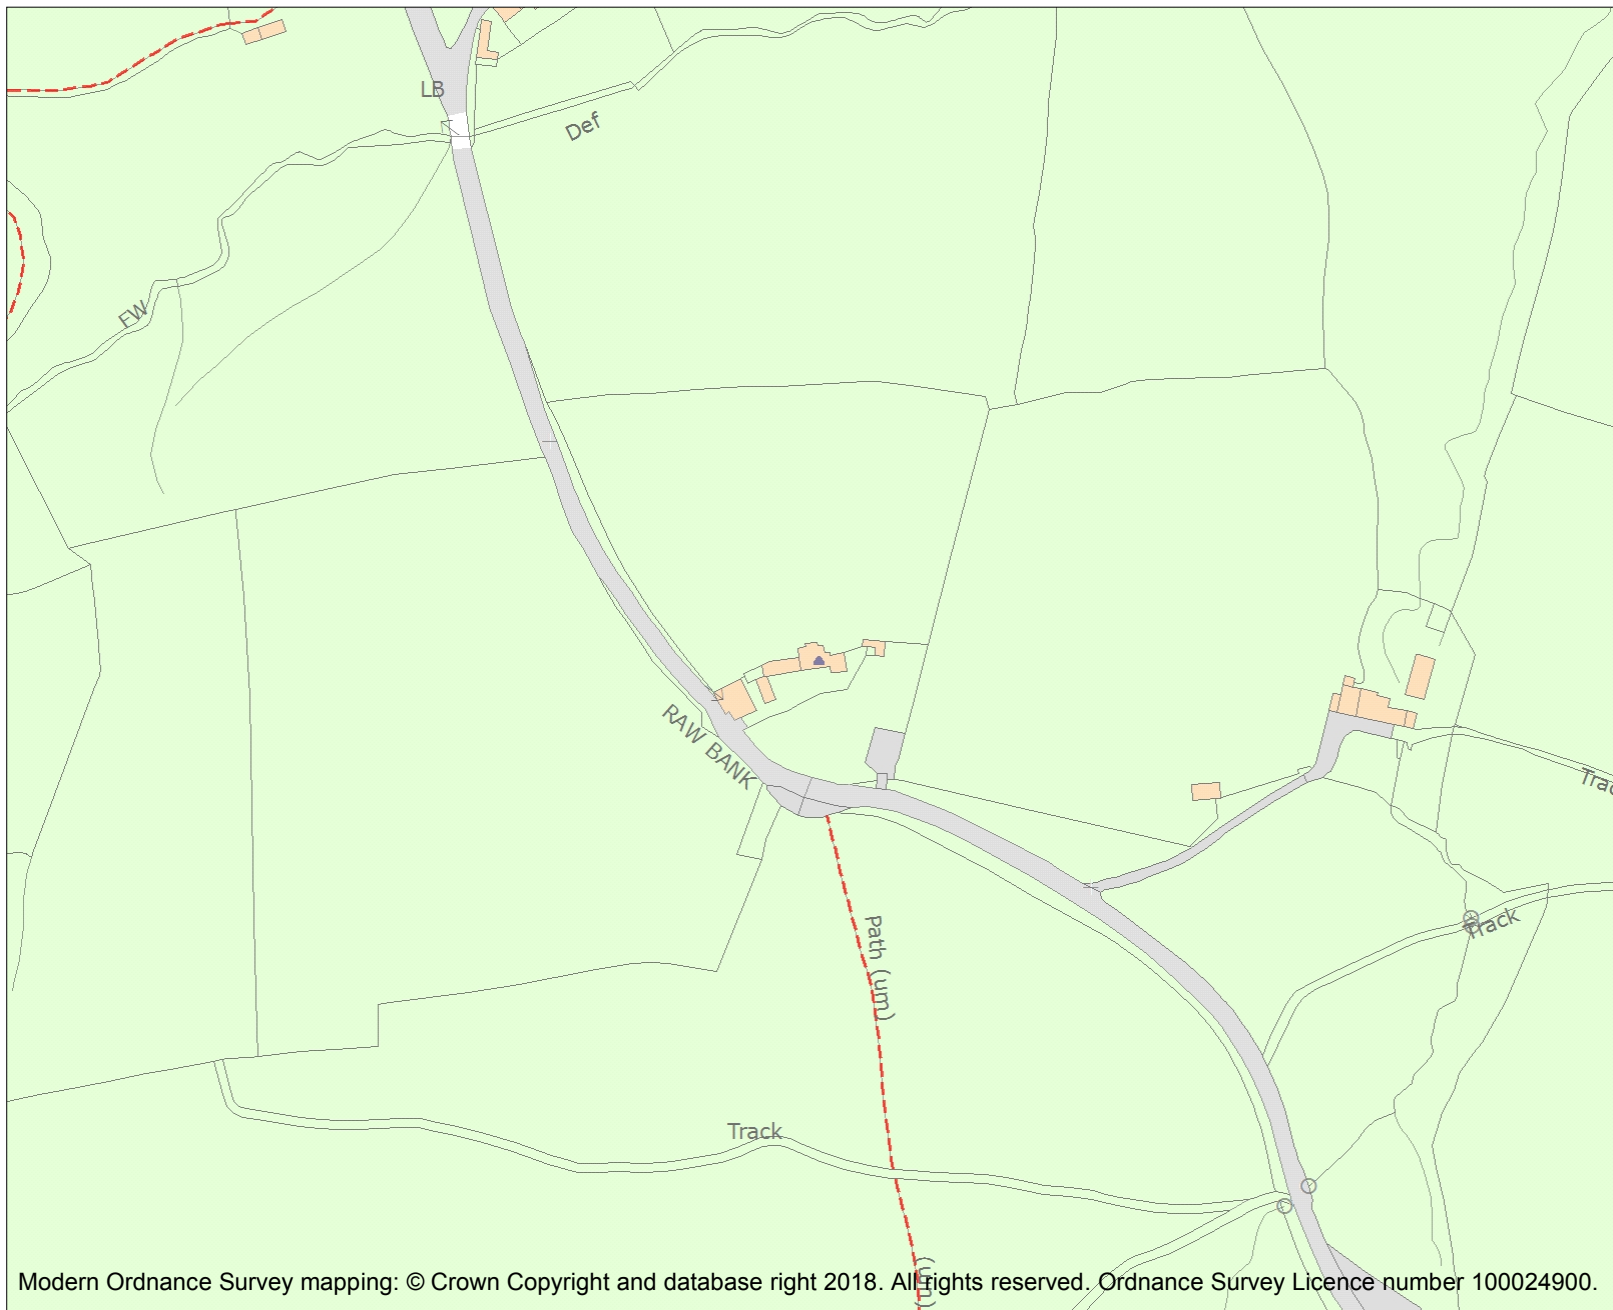 LB
Def
FW
RAW BANK
Trac
Path (um)
Track
Track
(um)
Modern Ordnance Survey mapping: © Crown Copyright and database right 2018. All rights reserved. Ordnance Survey Licence number 100024900.